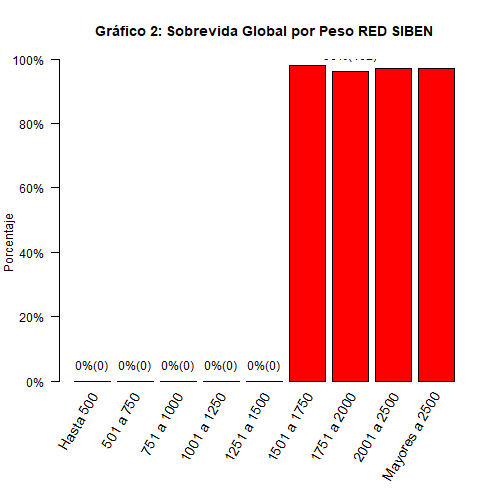 Gráfico 2: Sobrevida Global por Peso RED SIBEN
Porcentaje
100%
80%
60%
40%
20%
0%
0%(0) 0%(0) 0%(0) 0%(0) 0%(0)
Hasta 500
501 a 750
751 a 1000
1001 a 1250
1251 a 1500
1501 a 1750
1751 a 2000
2001 a 2500
Mayores a 2500